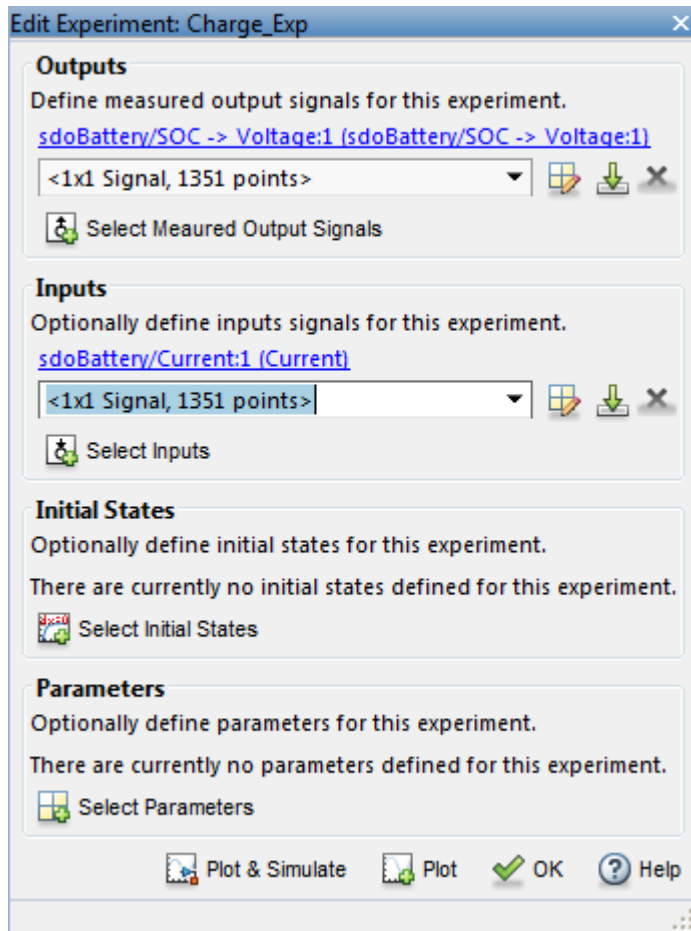 Edit Experiment: Charge_Exp
Outputs
Define measured output signals for this experiment.
sdoBattery/SOC -> Voltage:1 (sdoBattery/SOC -> Voltage:1)
<1x1 Signal, 1351 points>
Select Meaured Output Signals
Inputs
Optionally define inputs signals for this experiment.
sdoBattery/Current:1 (Current)
<1x1 Signal, 1351 points>
Select Inputs
Initial States
Optionally define initial states for this experiment.
There are currently no initial states defined for this experiment.
Select Initial States
Parameters
Optionally define parameters for this experiment.
There are currently no parameters defined for this experiment.
Select Parameters
Plot & Simulate Plot OK Help